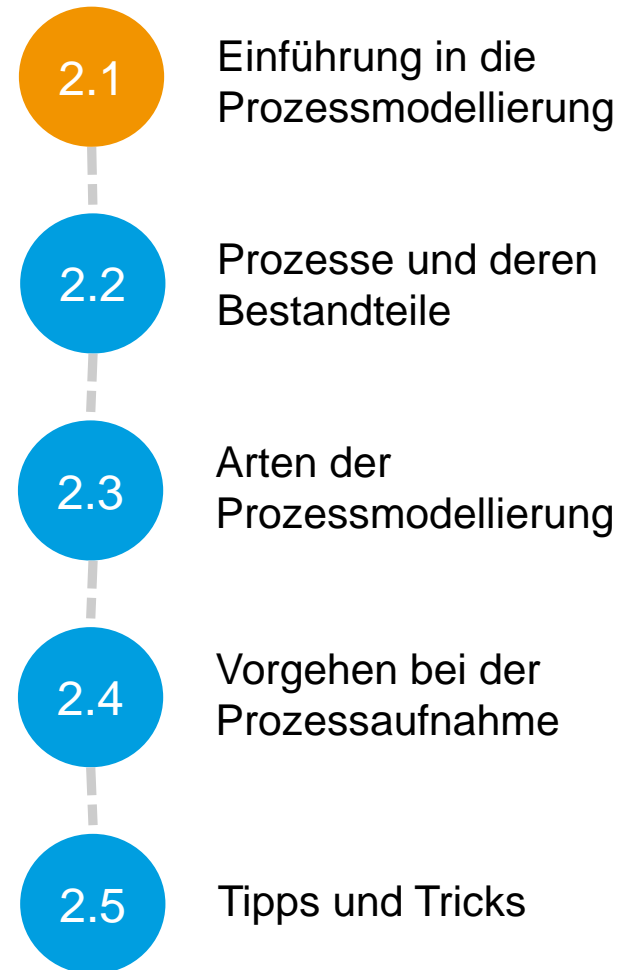 2.1
Einführung in die
Prozessmodellierung
2.2
Prozesse und deren
Bestandteile
2.3
Arten der
Prozessmodellierung
2.4
Vorgehen bei der
Prozessaufnahme
2.5
Tipps und Tricks